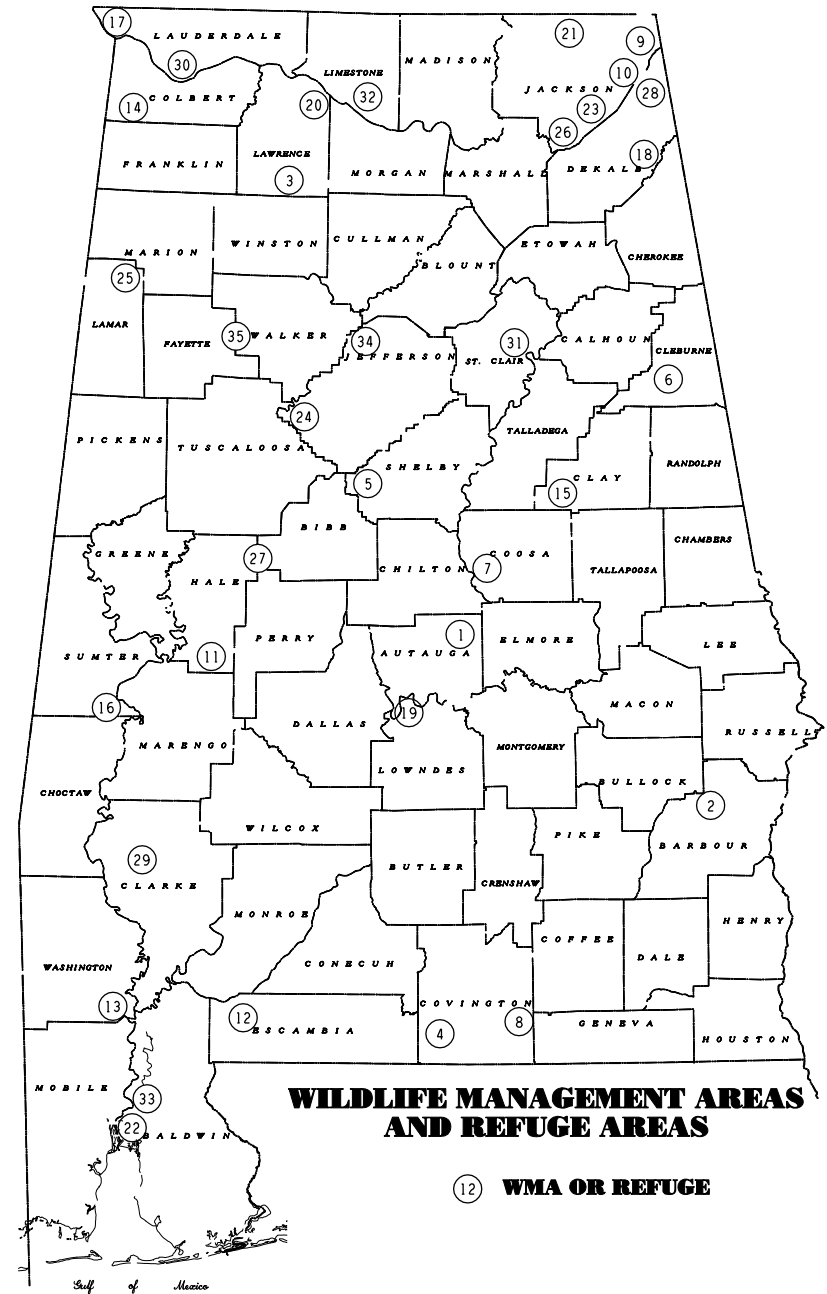 17
LAUDERDALE
21
9
30
MADISON
LIMESTONE
10
JACKSON
28
14
COLBERT
20
32
23
26
LAWRENCE
18
FRANKLIN
3
MORGAN
MARSHALL
DEKALB
MARION
WINSTON
CULLMAN
ETOWAH
CHEROKEE
BLOUNT
25
LAMAR
FAYETTE
35
WALKER
34
JEFFERSON
31
ST. CLAIR
CALHOUN
CLEBURNE
6
24
PICKENS
TUSCALOOSA
TALLADEGA
RANDOLPH
5
SHELBY
15
CLAY
BIBB
GREENE
27
HALE
CHILTON
7
COOSA
TALLAPOOSA
CHAMBERS
PERRY
1
AUTAUGA
ELMORE
LEE
SUMTER
11
16
19
MACON
DALLAS
MARENGO
MONTGOMERY
RUSSELL
CHOCTAW
LOWNDES
BULLOCK
2
WILCOX
PIKE
BARBOUR
29
CLARKE
BUTLER
CRENSHAW
MONROE
HENRY
COFFEE
WASHINGTON
CONECUH
DALE
13
12
ESCAMBIA
COVINGTON
4
8
GENEVA
HOUSTON
MOBILE
33
22
BALDWIN
WILDLIFE MANAGEMENT AREAS
AND REFUGE AREAS
12 WMA OR REFUGE
Gulf of Mexico